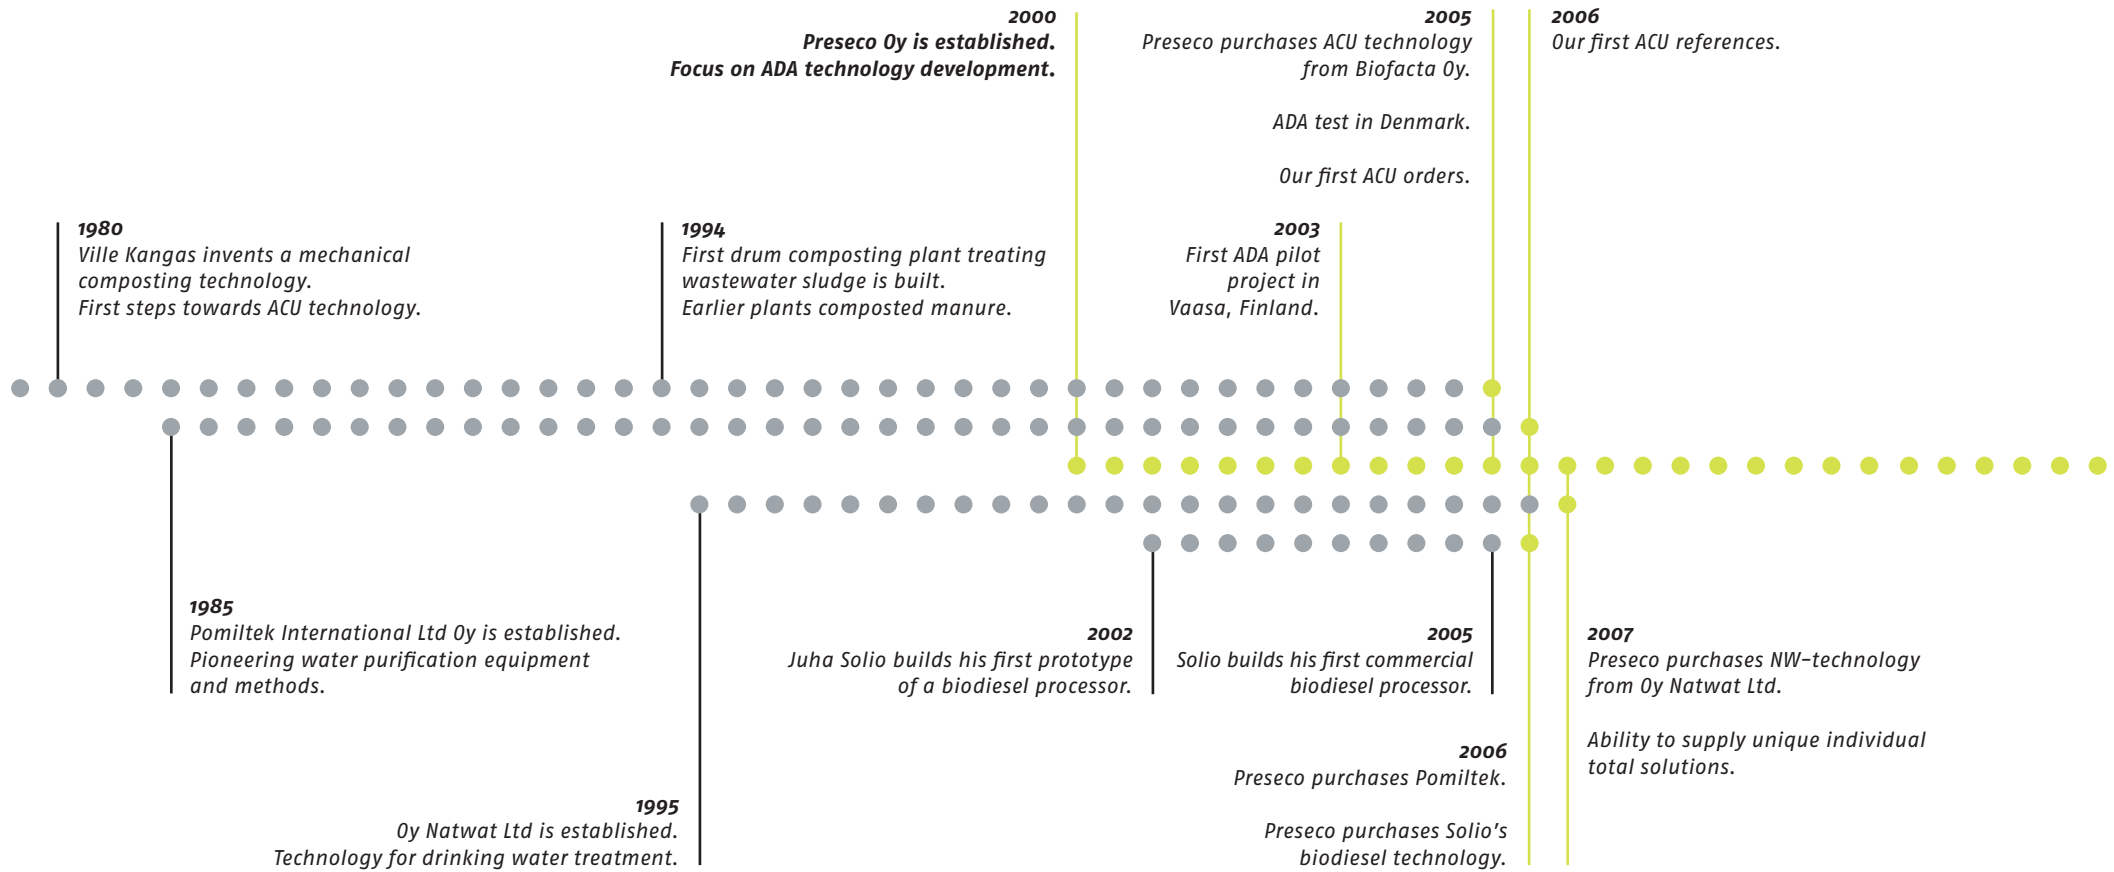 2000
Preseco Oy is established.
Focus on ADA technology development.
2005
Preseco purchases ACU technology
from Biofacta Oy.
ADA test in Denmark.
Our first ACU orders.
2006
Our first ACU references.
1980
Ville Kangas invents a mechanical
composting technology.
First steps towards ACU technology.
1994
First drum composting plant treating
wastewater sludge is built.
Earlier plants composted manure.
2003
First ADA pilot
project in
Vaasa, Finland.
1985
Pomiltek International Ltd Oy is established.
Pioneering water purification equipment
and methods.
2002
Juha Solio builds his first prototype
of a biodiesel processor.
2005
Solio builds his first commercial
biodiesel processor.
2007
Preseco purchases NW-technology
from Oy Natwat Ltd.
Ability to supply unique individual
total solutions.
2006
Preseco purchases Pomiltek.
Preseco purchases Solio's
biodiesel technology.
1995
Oy Natwat Ltd is established.
Technology for drinking water treatment.